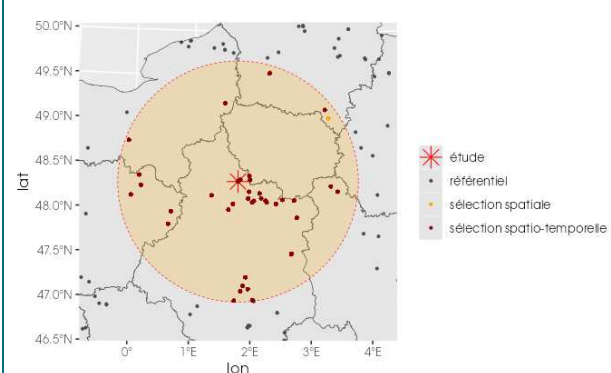 50.0°N
49.5°N
49.0°N
48.5°N
48.0°N
47.5°N
47.0°N
46.5°N
lat
0°
1°E
2°E
3°E
4°E
lon
étude
référentiel
sélection spatiale
sélection spatio-temporelle